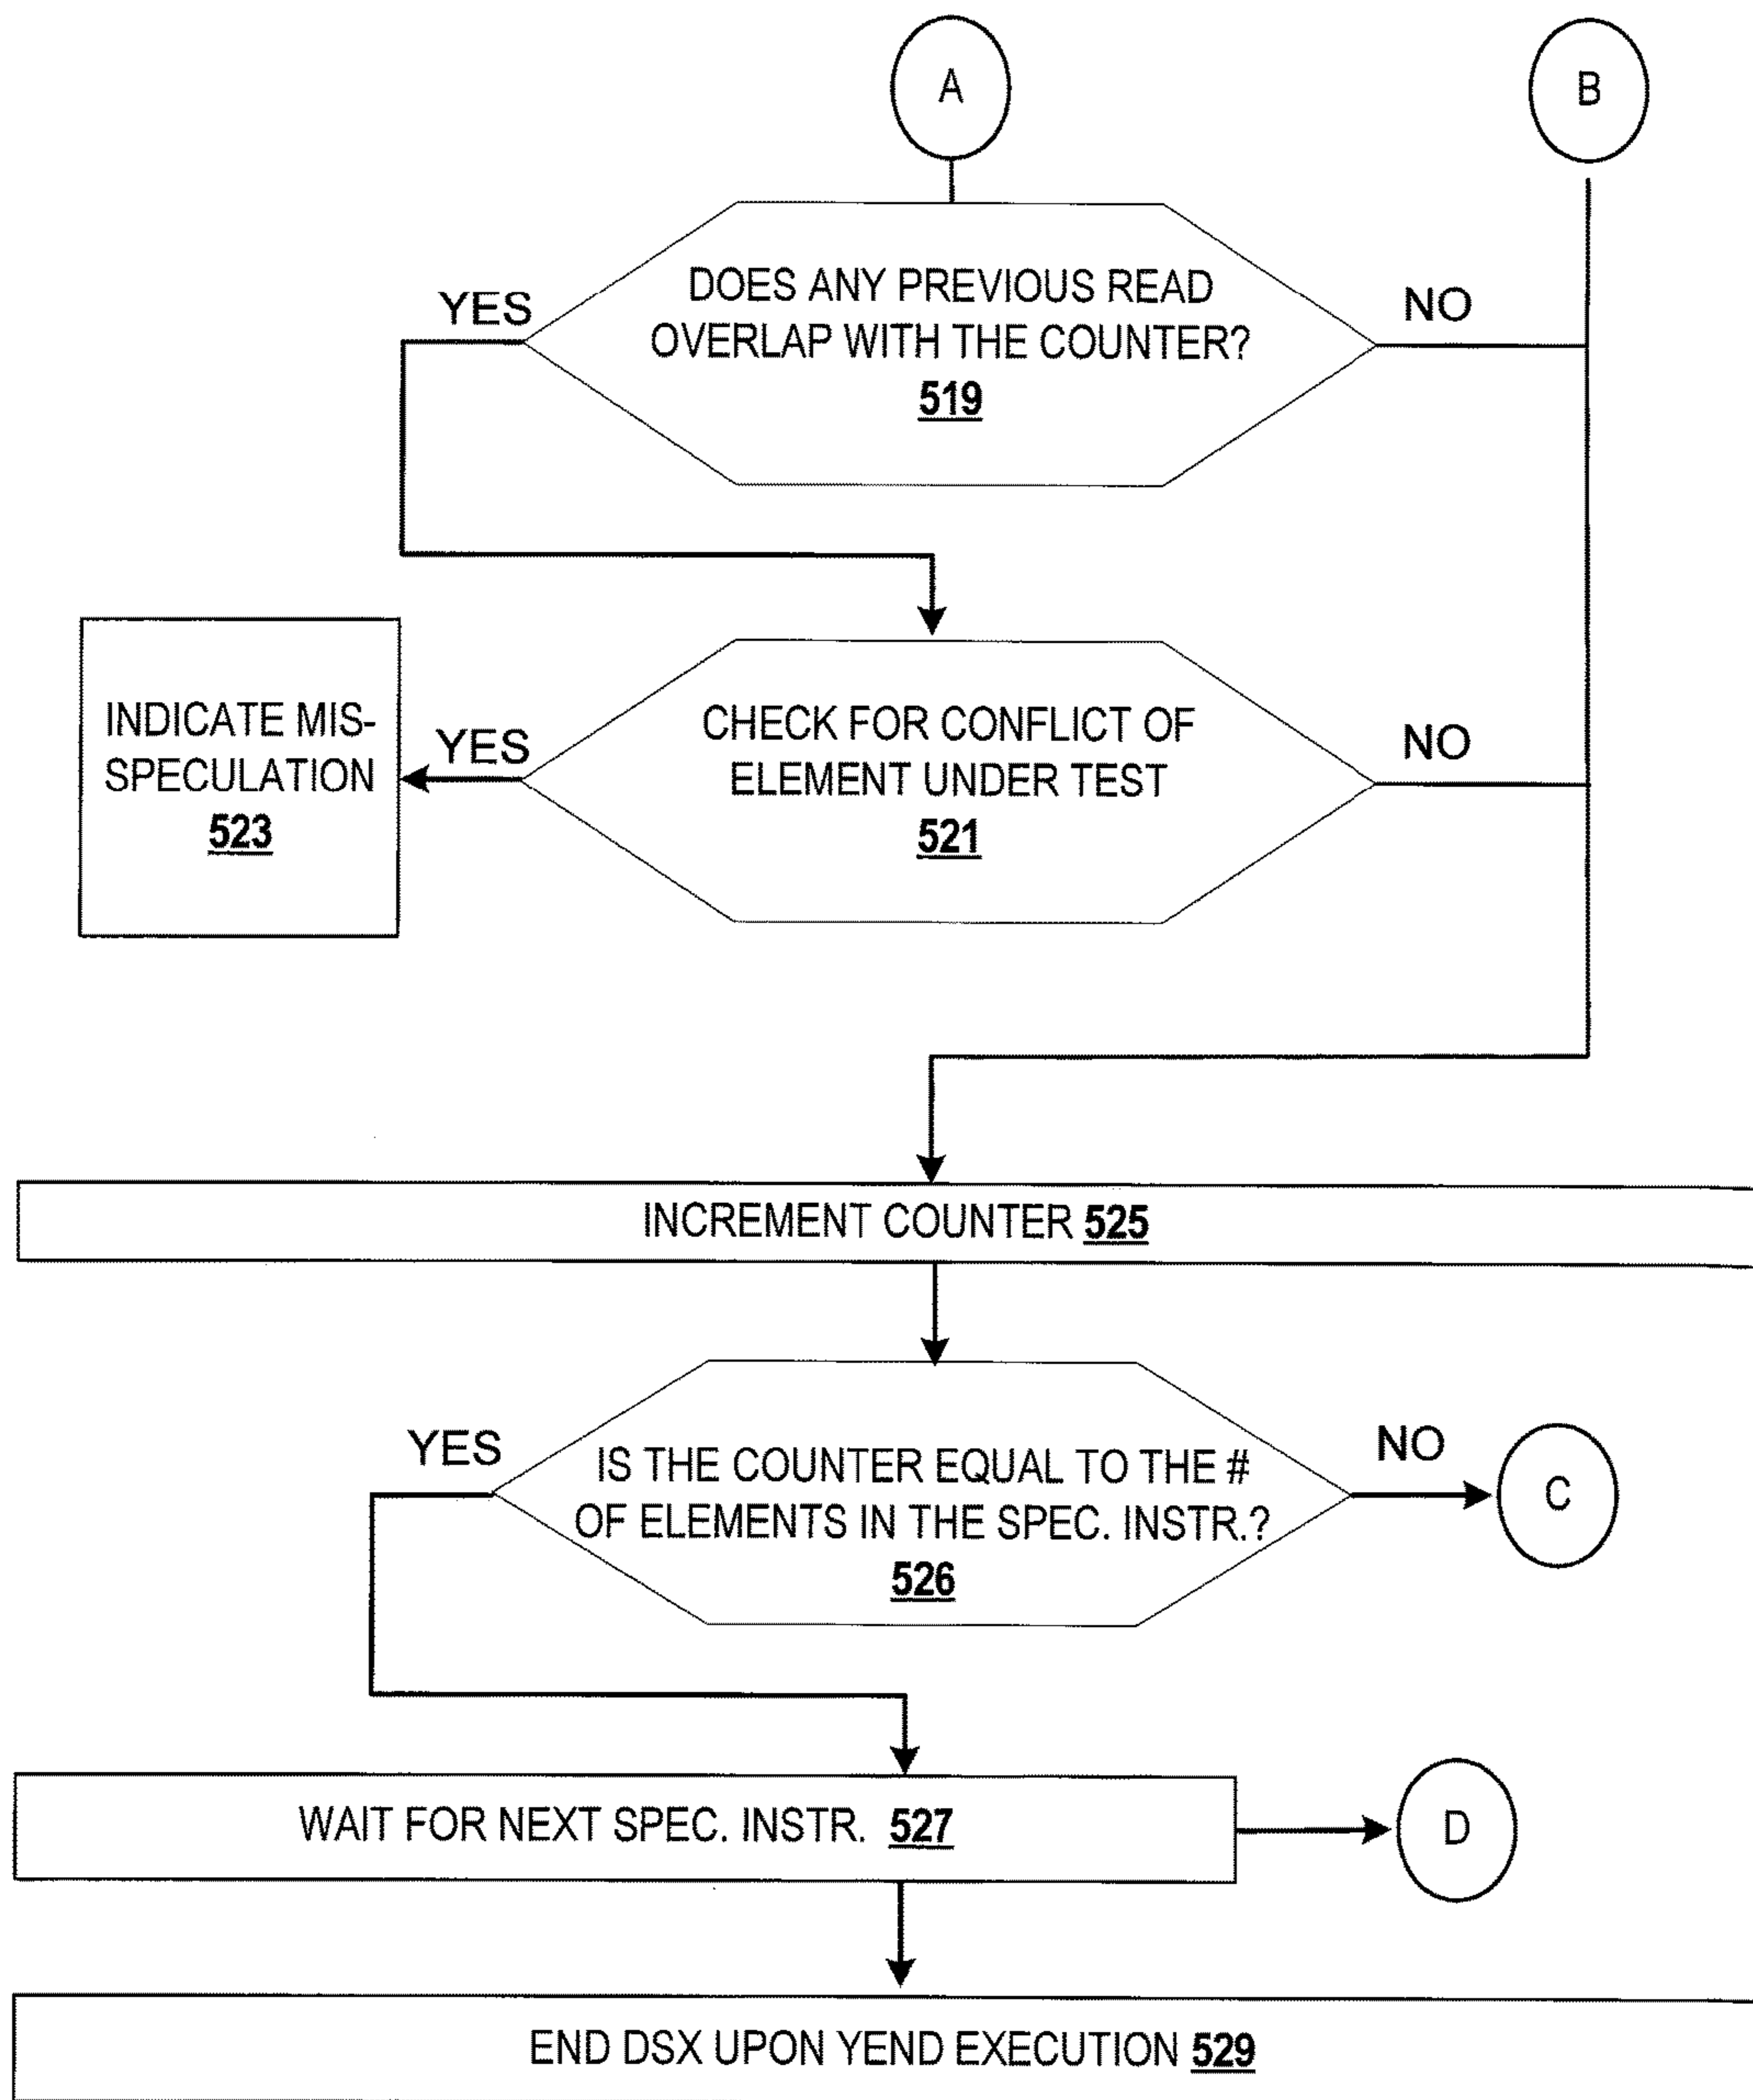 A
B
DOES ANY PREVIOUS READ
OVERLAP WITH THE COUNTER?
519
YES
NO
INDICATE MIS-
SPECULATION
523
YES
CHECK FOR CONFLICT OF
ELEMENT UNDER TEST
521
NO
INCREMENT COUNTER 525
YES
IS THE COUNTER EQUAL TO THE #
OF ELEMENTS IN THE SPEC. INSTR.?
526
NO
C
WAIT FOR NEXT SPEC. INSTR. 527
D
END DSX UPON YEND EXECUTION 529